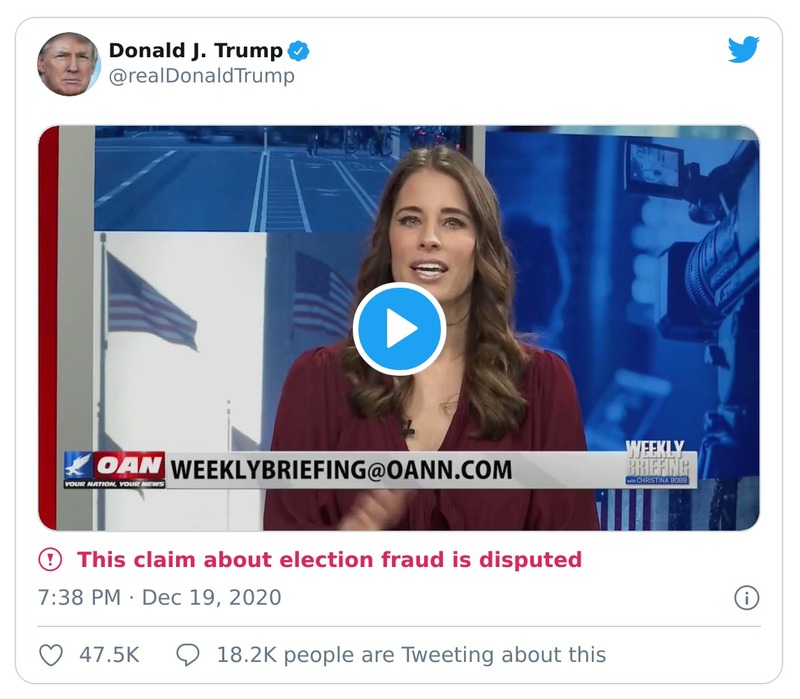 Donald J. Trump
@realDonaldTrump
OAN
YOUR NATION, YOUR NEWS
WEEKLYBRIEFING@OANN.COM
WEEKLY
BRIEFING
with CHRISTINA BOBB
This claim about election fraud is disputed
7:38 PM · Dec 19, 2020
47.5K
18.2K people are Tweeting about this